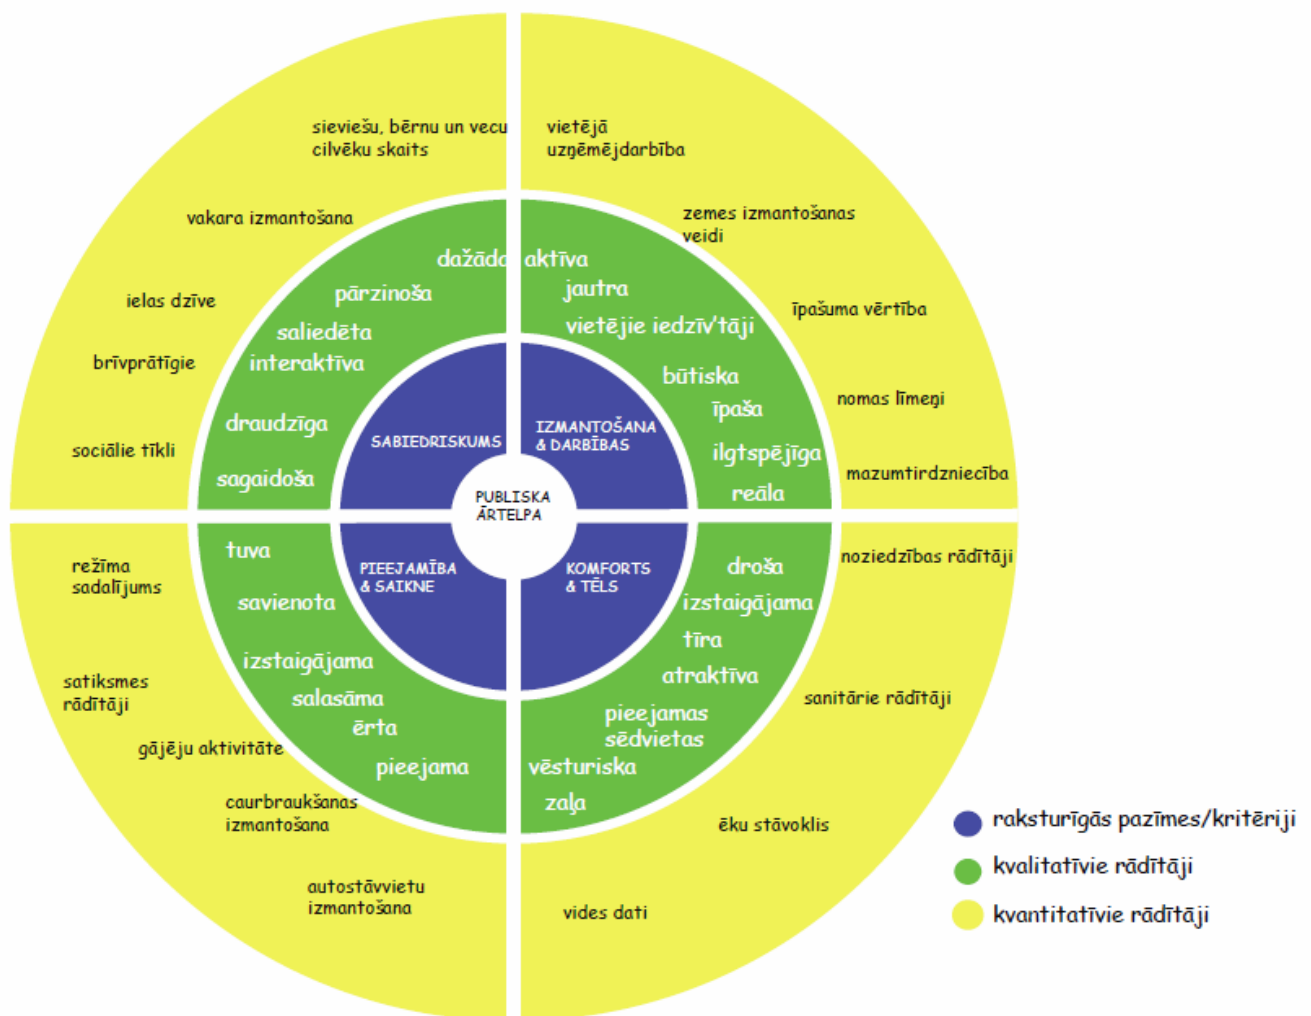 sieviešu, bērnu un vecu
cilvēku skaits
vakara izmantošana
ielas dzīve
brīvprātīgie
sociālie tīkli
vietējā
uzņēmējdarbība
zemes izmantošanas
veidi
īpašuma vērtība
nomas līmeņi
mazumtirdzniecība
dažāda
pārzinoša
saliedēta
interaktīva
draudzīga
sagaidoša
aktīva
jautra
vietējie iedzīv'tāji
būtiska
īpaša
ilgtspējīga
reāla
SABIEDRISKUMS
IZMANTOŠANA
& DARBĪBAS
PUBLISKA
ĀRTELPA
PIEEJAMĪBA
& SAIKNE
KOMFORTS
& TĒLS
tuva
savienota
izstaigājama
salasāma
ērta
pieejama
droša
izstaigājama
tīra
atraktīva
pieejamas
sēdvietas
vēsturiska
zaļa
režīma
sadalījums
satiksmes
rādītāji
gājēju aktivitāte
caurbraukšanas
izmantošana
autostāvvietu
izmantošana
noziedzības rādītāji
sanitārie rādītāji
ēku stāvoklis
vides dati
raksturīgās pazīmes/kritēriji
kvalitatīvie rādītāji
kvantitatīvie rādītāji